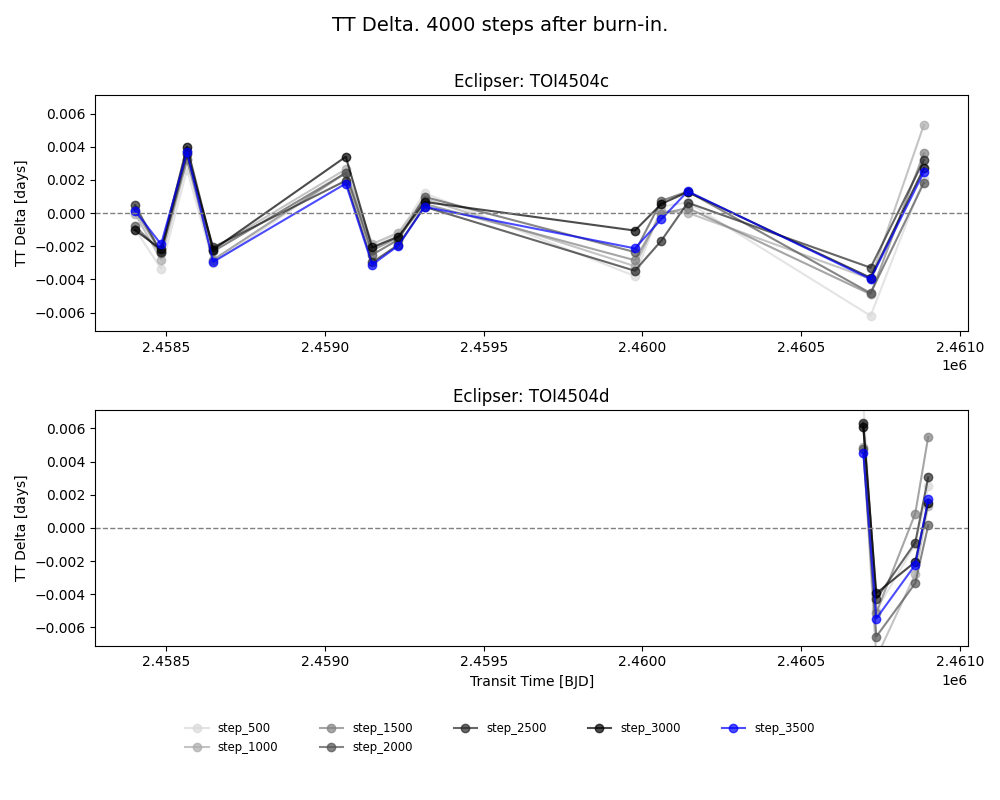 TT Delta. 4000 steps after burn-in.
Eclipser: TOI4504c
TT Delta [days]
0.006
0.004
0.002
0.000
−0.002
−0.004
−0.006
2.4585 2.4590 2.4595 2.4600 2.4605 2.4610
1e6
Eclipser: TOI4504d
TT Delta [days]
0.006
0.004
0.002
0.000
−0.002
−0.004
−0.006
2.4585 2.4590 2.4595 2.4600 2.4605 2.4610
1e6
Transit Time [BJD]
step_500 step_1500 step_2500 step_3000 step_3500
step_1000 step_2000